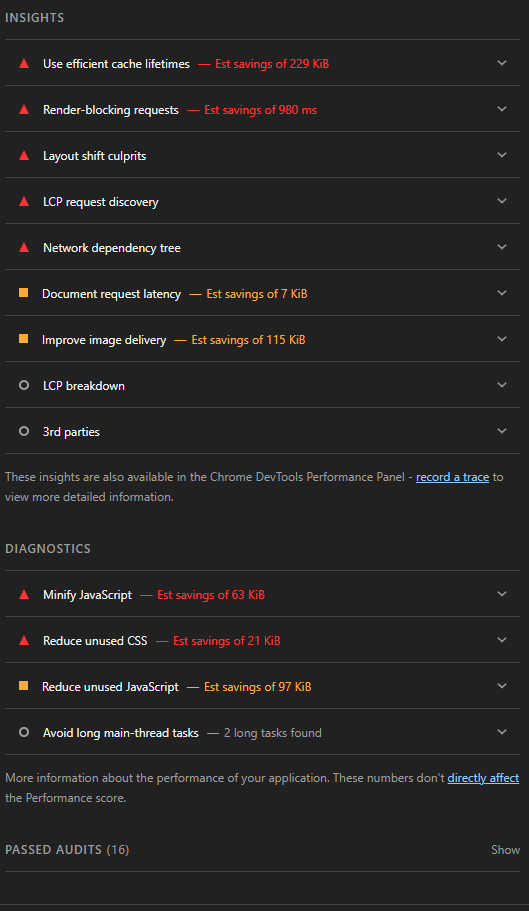 INSIGHTS
Use efficient cache lifetimes — Est savings of 229 KiB
Render-blocking requests — Est savings of 980 ms
Layout shift culprits
LCP request discovery
Network dependency tree
Document request latency — Est savings of 7 KiB
Improve image delivery — Est savings of 115 KiB
LCP breakdown
3rd parties
These insights are also available in the Chrome DevTools Performance Panel - record a trace to
view more detailed information.
DIAGNOSTICS
Minify JavaScript — Est savings of 63 KiB
Reduce unused CSS — Est savings of 21 KiB
Reduce unused JavaScript — Est savings of 97 KiB
Avoid long main-thread tasks — 2 long tasks found
More information about the performance of your application. These numbers don't directly affect
the Performance score.
PASSED AUDITS (16) Show